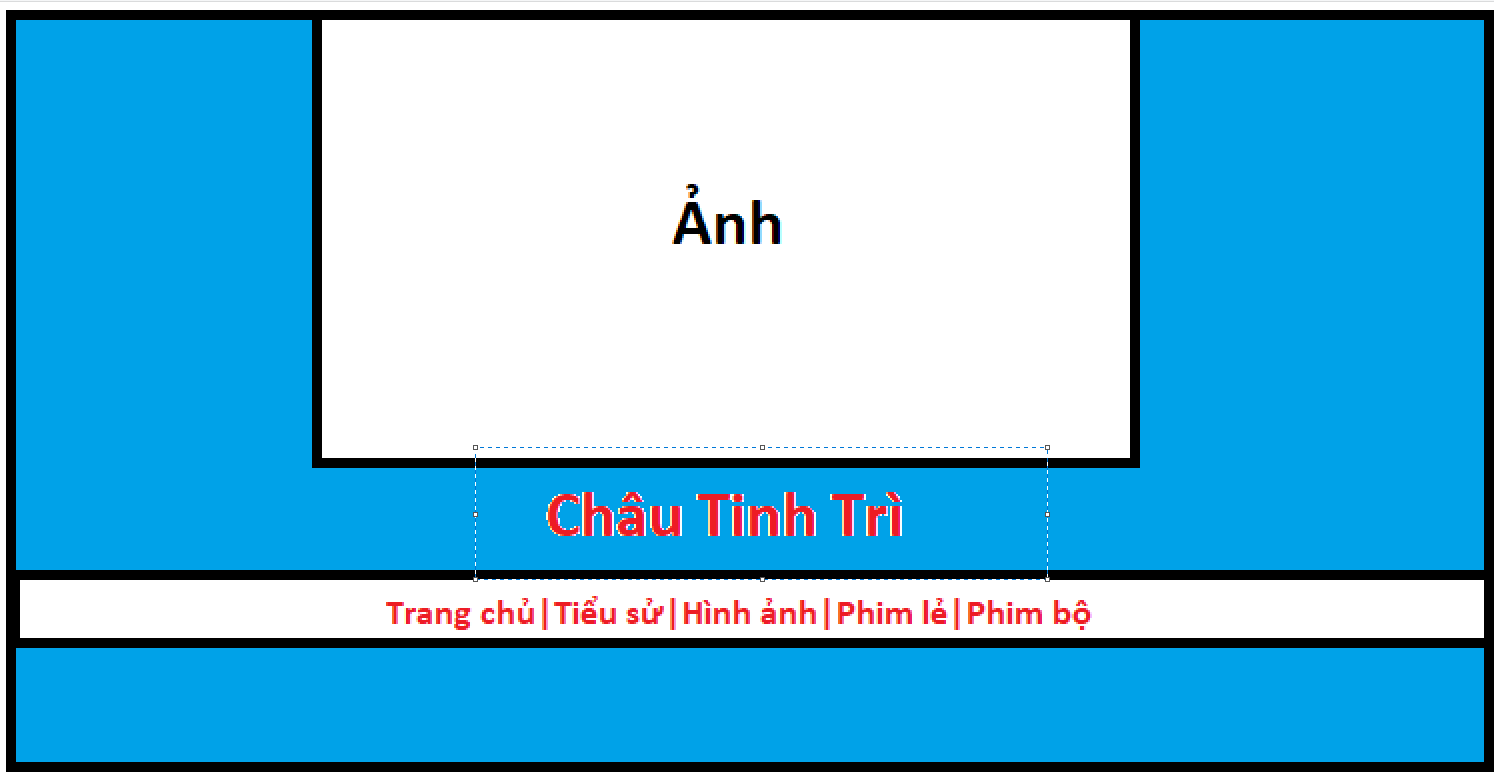 Ảnh
Châu Tinh Trì
Trang chủ|Tiểu sử|Hình ảnh|Phim lẻ|Phim bộ